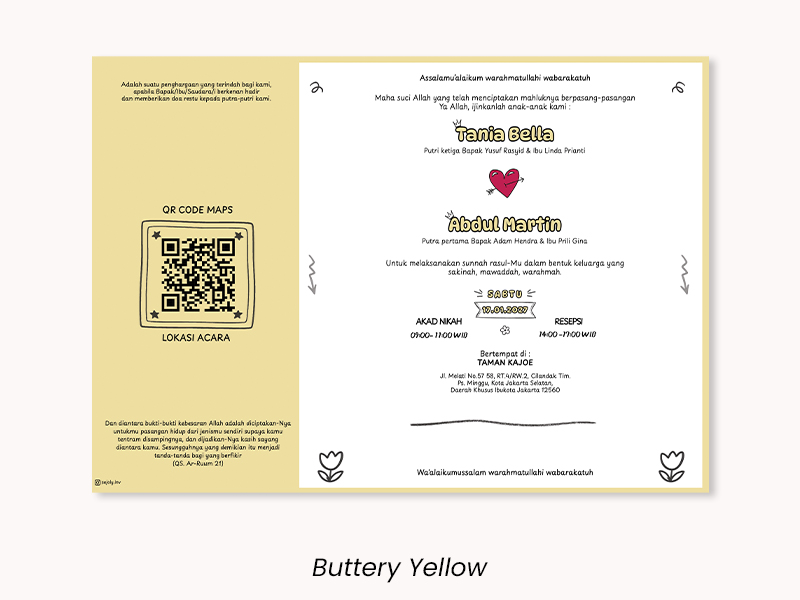 Adalah suatu penghargaan yang terindah bagi kami,
apabila Bapak/Ibu/Saudara/i berkenan hadir
dan memberikan doa restu kepada putra-putri kami.
QR CODE MAPS
LOKASI ACARA
Dan diantara bukti-bukti kebesaran Allah adalah diciptakan-Nya
untukmu pasangan hidup dari jenismu sendiri supaya kamu
tentram disampingnya, dan dijadikan-Nya kasih sayang
diantara kamu. Sesungguhnya yang demikian itu menjadi
tanda-tanda bagi yang berfikir
(QS. Ar-Ruum 21)
Assalamu'alaikum warahmatullahi wabarakatuh
Maha suci Allah yang telah menciptakan mahluknya berpasang-pasangan
Ya Allah, ijinkanlah anak-anak kami :
Tania Bella
Putri ketiga Bapak Yusuf Rasyid & Ibu Linda Prianti
Abdul Martin
Putra pertama Bapak Adam Hendra & Ibu Prili Gina
Untuk melaksanakan sunnah rasul-Mu dalam bentuk keluarga yang
sakinah, mawaddah, warahmah.
SABTU
17.01.2027
AKAD NIKAH
09:00- 11:00 WIB
RESEPSI
14:00 -17:00 WIB
Bertempat di :
TAMAN KAJOE
Jl. Melati No.57 58, RT.4/RW.2, Cilandak Tim.
Ps. Minggu, Kota Jakarta Selatan,
Daerah Khusus Ibukota Jakarta 12560
Wa'alaikumussalam warahmatullahi wabarakatuh
Buttery Yellow